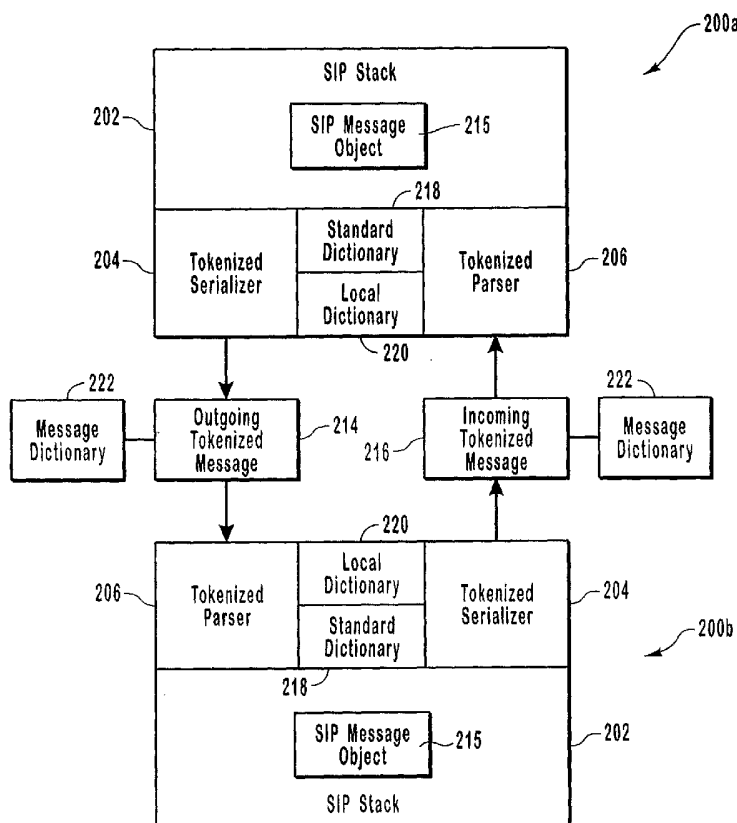 200a
SIP Stack
202
SIP Message
Object
215
218
204
Tokenized
Serializer
Standard
Dictionary
Local
Dictionary
Tokenized
Parser
206
220
222
Message
Dictionary
Outgoing
Tokenized
Message
214
216
Incoming
Tokenized
Message
222
Message
Dictionary
220
206
Tokenized
Parser
Local
Dictionary
Standard
Dictionary
Tokenized
Serializer
204
200b
218
SIP Message
Object
215
202
SIP Stack